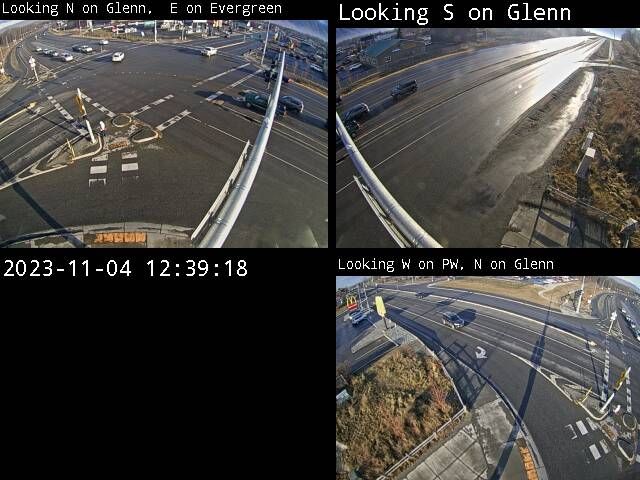 Looking N on Glenn,  E on Evergreen
Looking S on Glenn
2023-11-04 12:39:18
Looking W on PW, N on Glenn